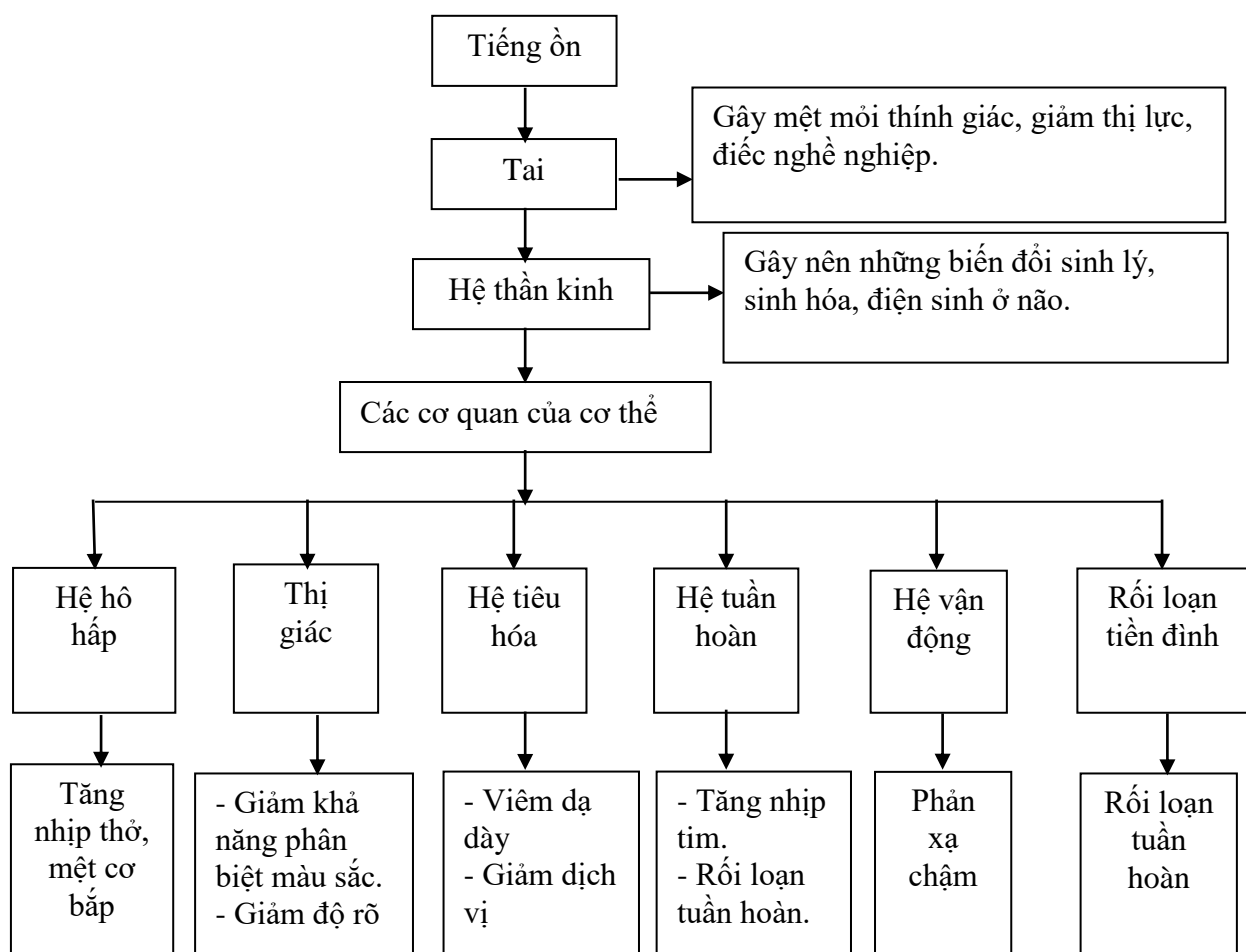 Tiếng ồn
Gây mệt mỏi thính giác, giảm thị lực,
điếc nghề nghiệp.
Tai
Gây nên những biến đổi sinh lý,
sinh hóa, điện sinh ở não.
Hệ thần kinh
Các cơ quan của cơ thể
Hệ hô
hấp
Thị
giác
Hệ tiêu
hóa
Hệ tuần
hoàn
Hệ vận
động
Rối loạn
tiền đình
Tăng
nhịp thở,
mệt cơ
bắp
- Giảm khả
năng phân
biệt màu sắc.
- Giảm độ rõ
- Viêm dạ
dày
- Giảm dịch
vị
- Tăng nhịp
tim.
- Rối loạn
tuần hoàn.
Phản
xạ
chậm
Rối loạn
tuần
hoàn